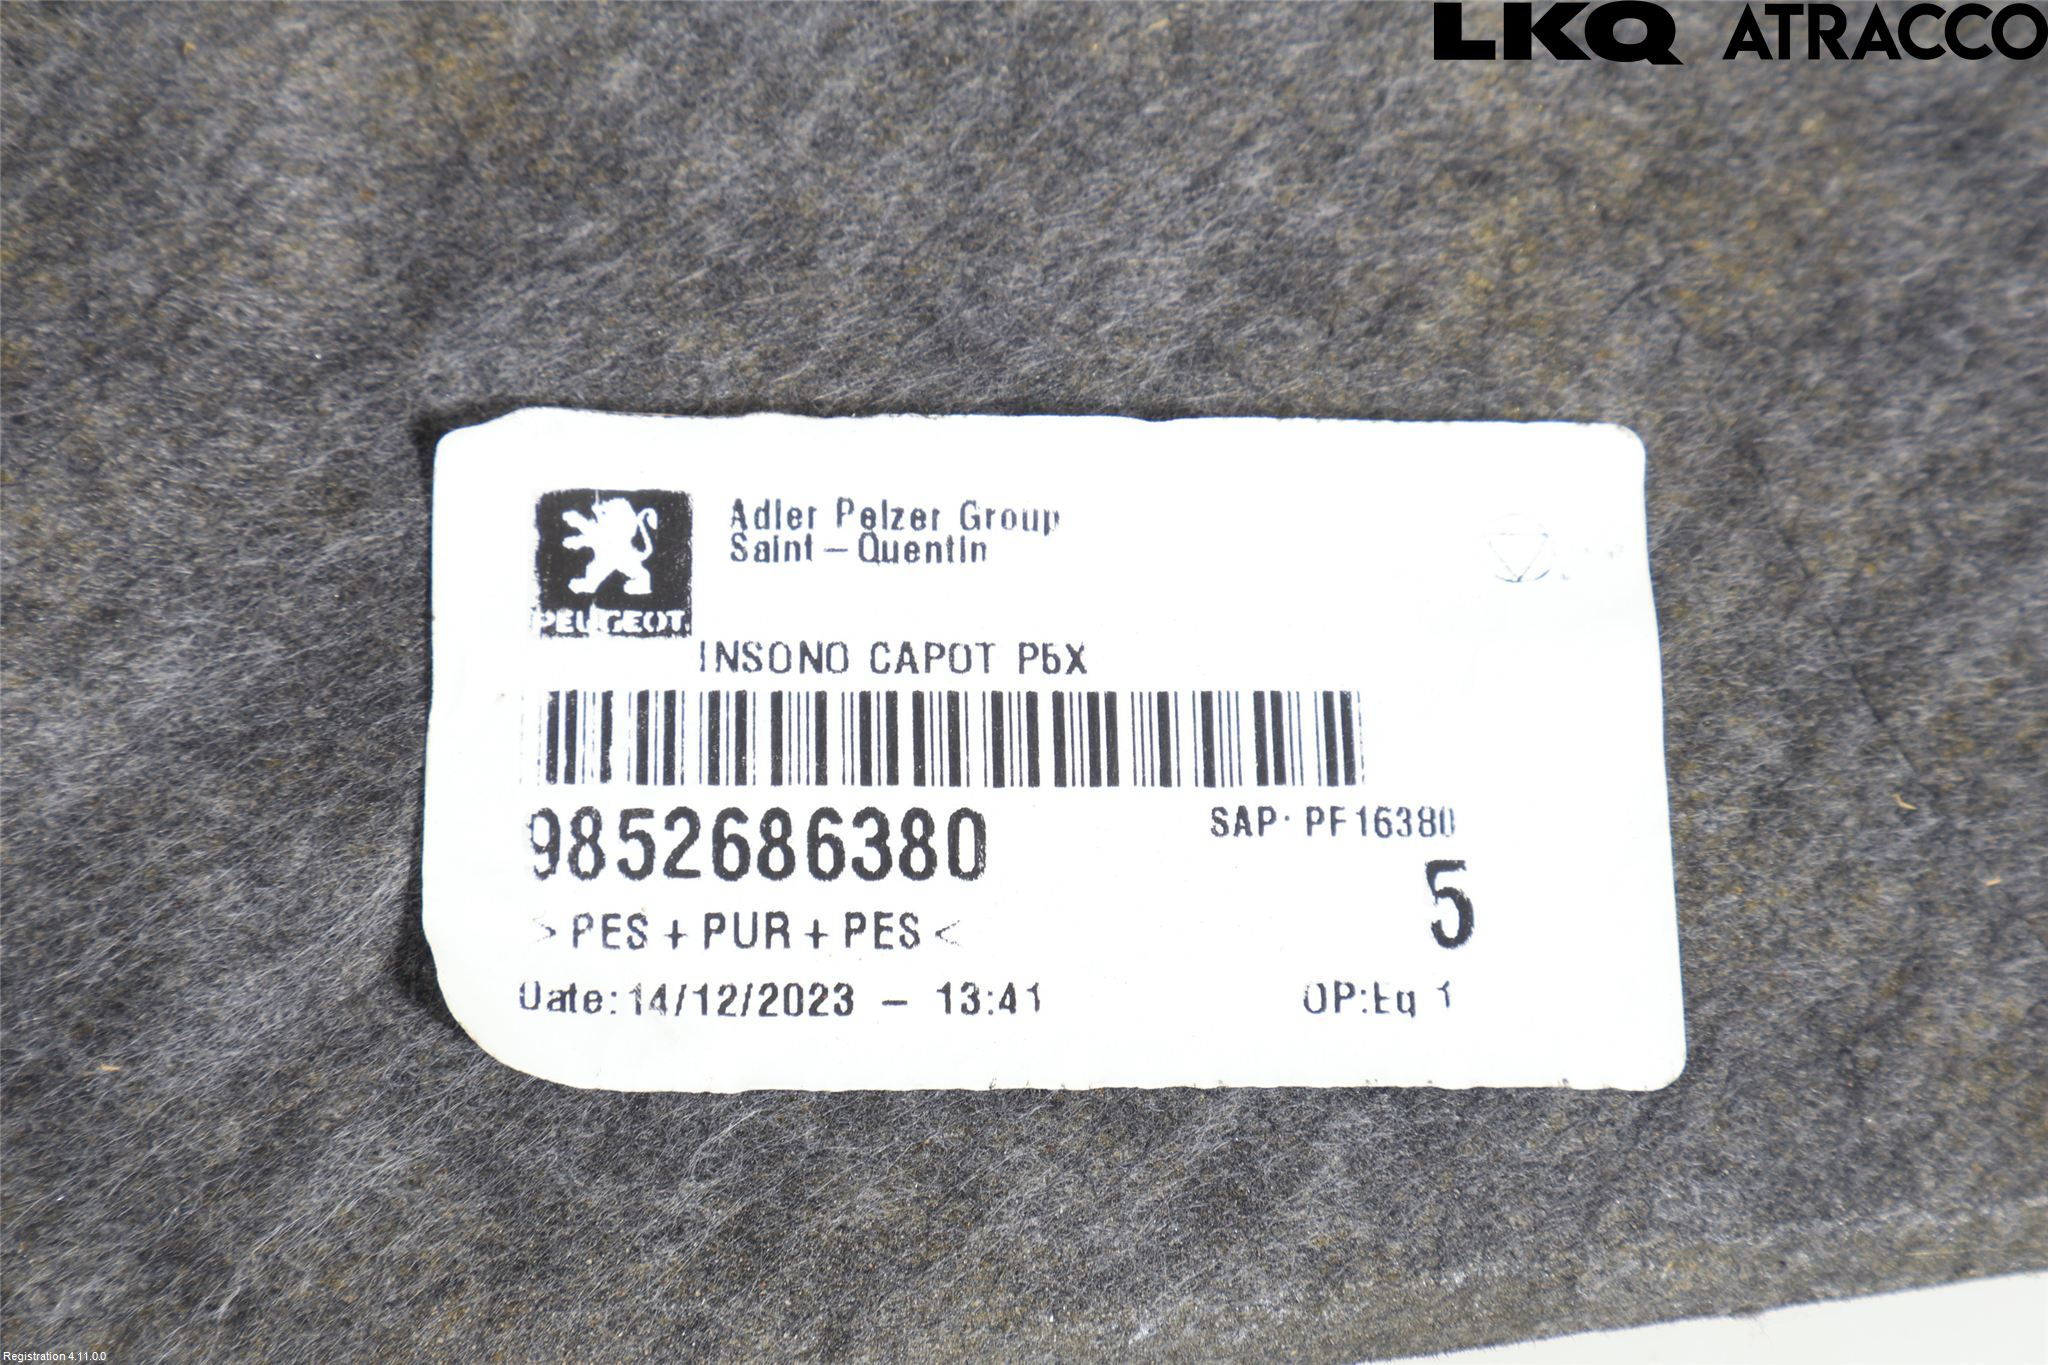 LKQ ATRACCO
Adler Pelzer Group
Saint-Quentin
PEUGEOT
INSONO CAPOT P5X
9852686380
SAP: PF16380
5
>PES + PUR + PES<
Date: 14/12/2023 - 13:41
OP:Eq 1
Registration 4.11.0.0